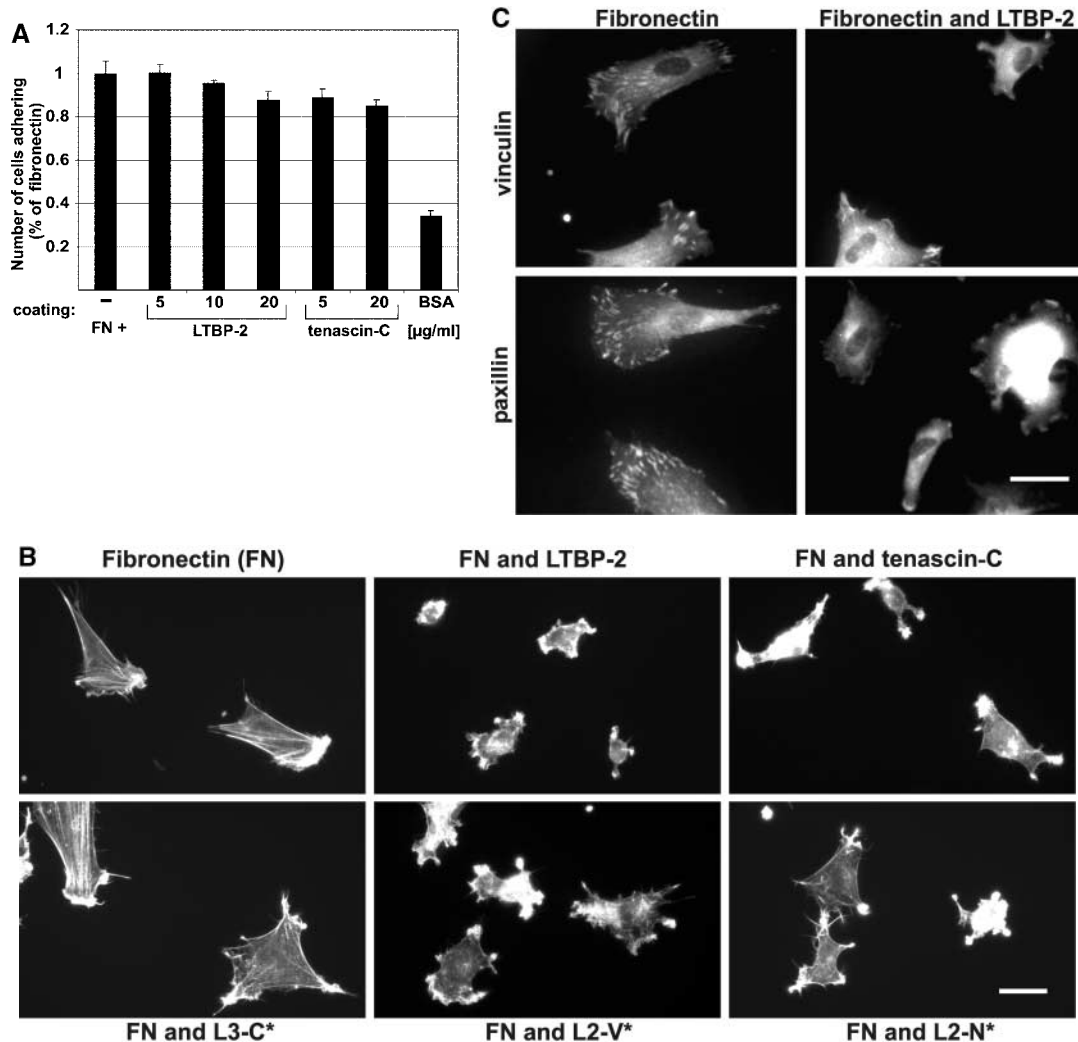 A
Number of cells adhering
(% of fibronectin)
1.2
1
0.8
0.6
0.4
0.2
coating:
– 5 10 20 5 20 BSA
FN + LTBP-2 tenascin-C [µg/ml]
C
Fibronectin Fibronectin and LTBP-2
vinculin
paxillin
B
Fibronectin (FN) FN and LTBP-2 FN and tenascin-C
FN and L3-C* FN and L2-V* FN and L2-N*